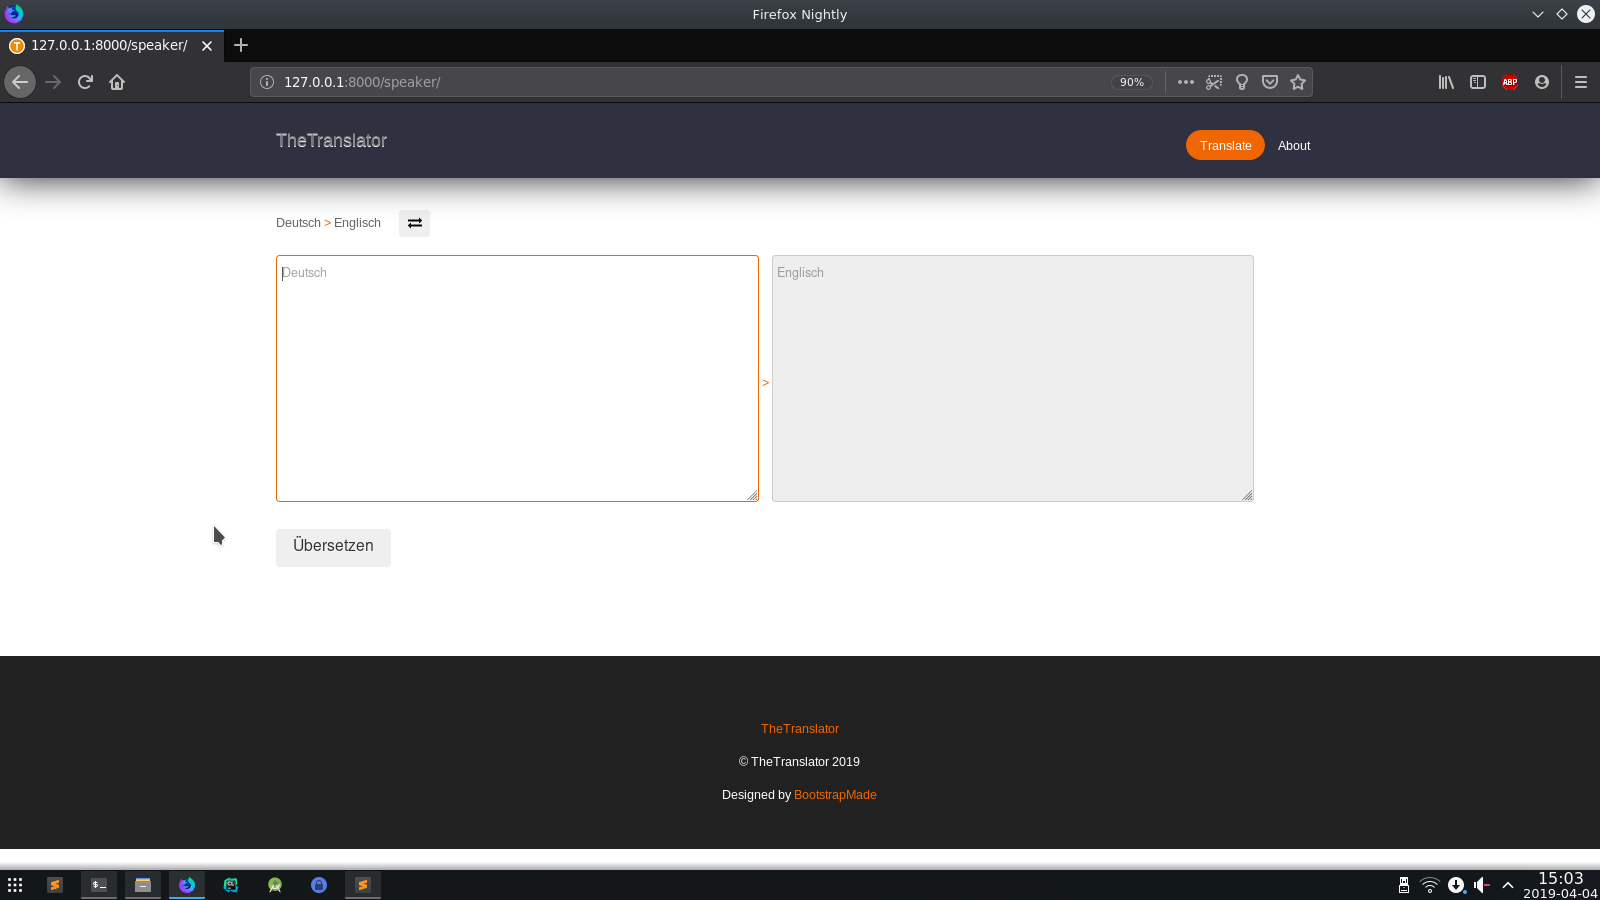 Firefox Nightly
127.0.0.1:8000/speaker/
127.0.0.1:8000/speaker/
90%
ABP
TheTranslator
Translate
About
Deutsch > Englisch
Deutsch
Englisch
>
Übersetzen
TheTranslator
© TheTranslator 2019
Designed by BootstrapMade
15:03
2019-04-04